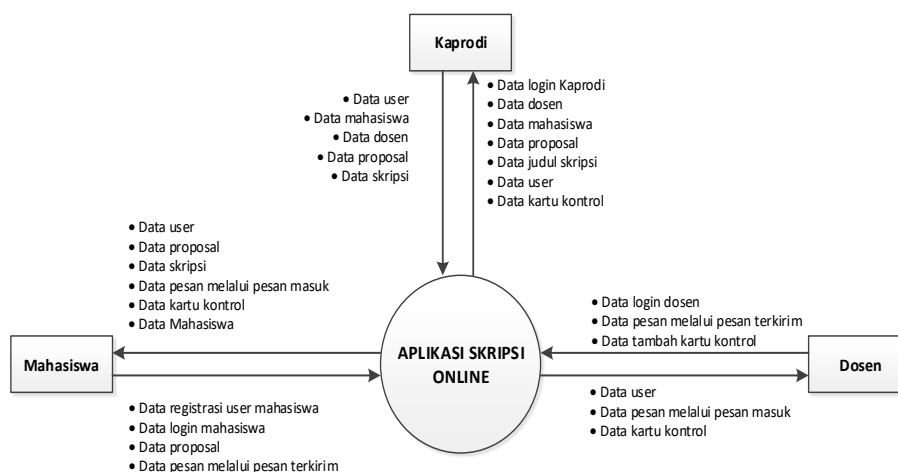 Kaprodi
• Data user
• Data mahasiswa
• Data dosen
• Data proposal
• Data skripsi
• Data login Kaprodi
• Data dosen
• Data mahasiswa
• Data proposal
• Data judul skripsi
• Data user
• Data kartu kontrol
• Data user
• Data proposal
• Data skripsi
• Data pesan melalui pesan masuk
• Data kartu kontrol
• Data Mahasiswa
Mahasiswa
• Data registrasi user mahasiswa
• Data login mahasiswa
• Data proposal
• Data pesan melalui pesan terkirim
APLIKASI SKRIPSI
ONLINE
• Data login dosen
• Data pesan melalui pesan terkirim
• Data tambah kartu kontrol
Dosen
• Data user
• Data pesan melalui pesan masuk
• Data kartu kontrol